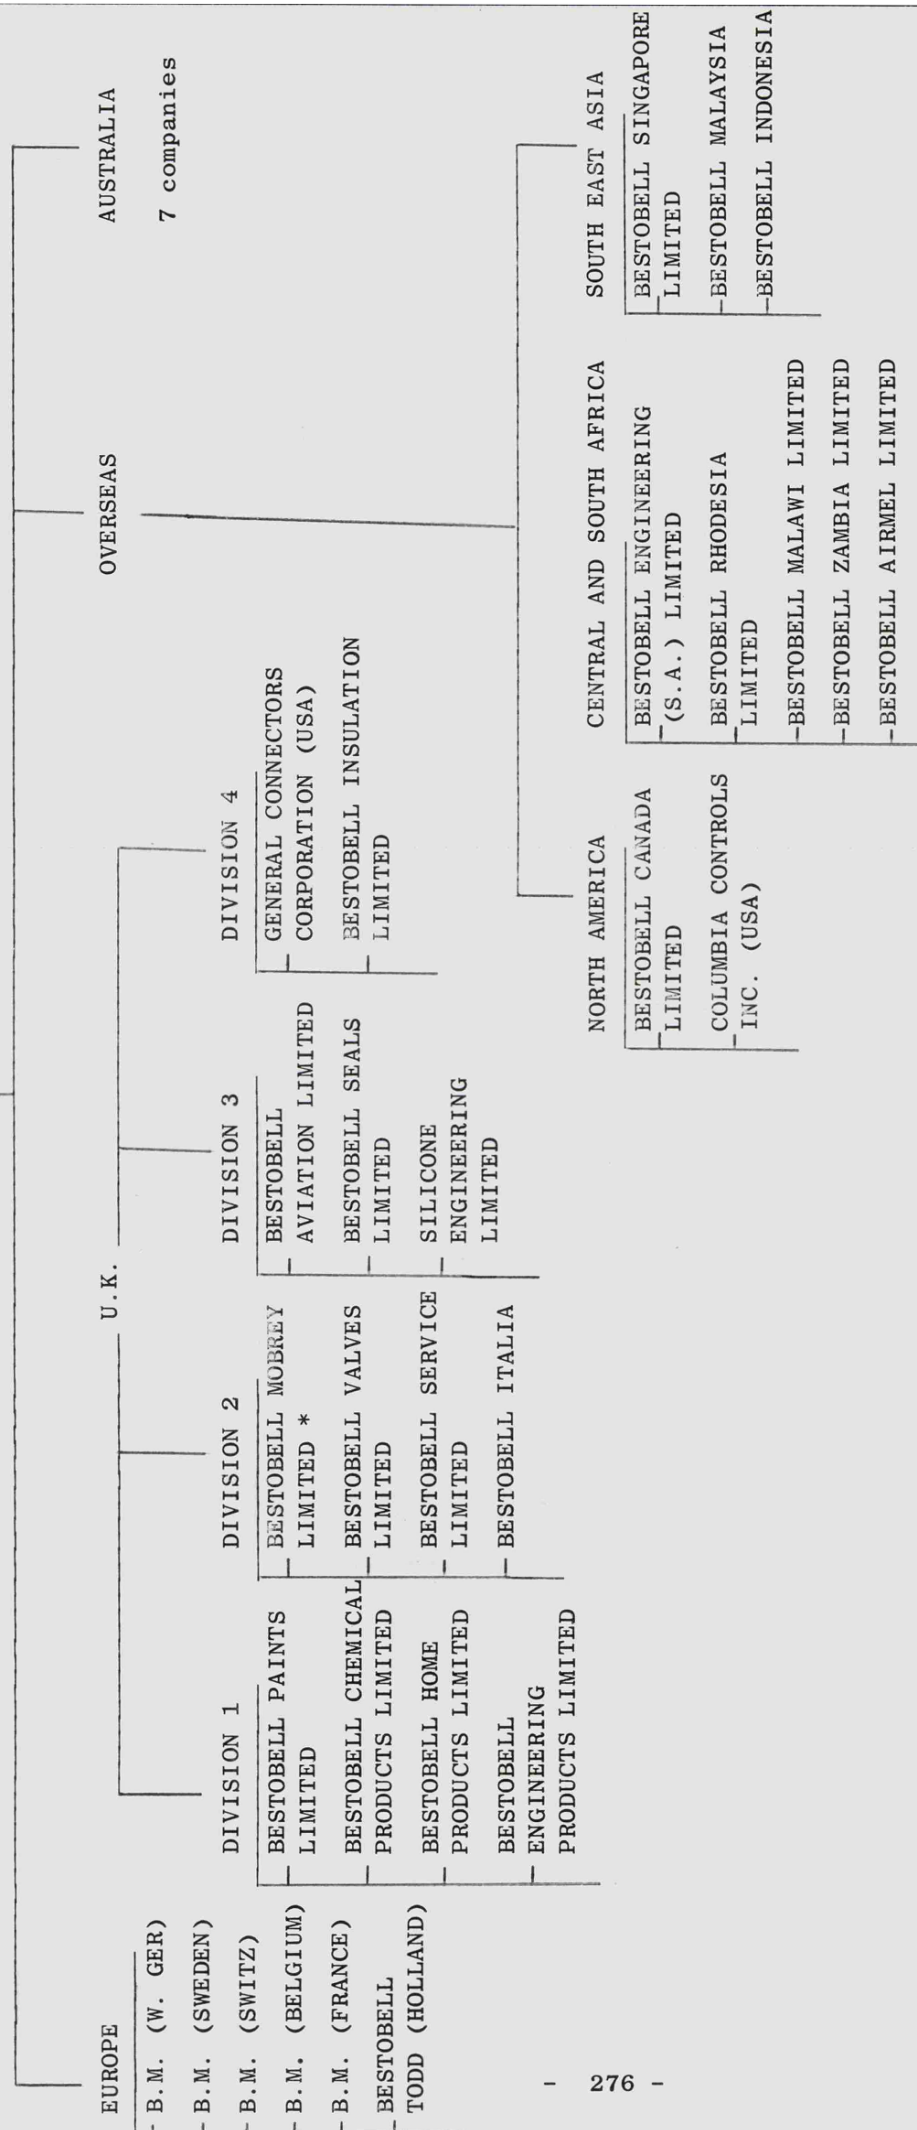 EUROPE
B.M. (W. GER)
B.M. (SWEDEN)
B.M. (SWITZ)
B.M. (BELGIUM)
B.M. (FRANCE)
BESTOBELL
TODD (HOLLAND)
U.K.
DIVISION 1
BESTOBELL PAINTS
LIMITED
BESTOBELL CHEMICAL
PRODUCTS LIMITED
BESTOBELL HOME
PRODUCTS LIMITED
BESTOBELL
ENGINEERING
PRODUCTS LIMITED
DIVISION 2
BESTOBELL MOBREY
LIMITED *
BESTOBELL VALVES
LIMITED
BESTOBELL SERVICE
LIMITED
BESTOBELL ITALIA
DIVISION 3
BESTOBELL
AVIATION LIMITED
BESTOBELL SEALS
LIMITED
SILICONE
ENGINEERING
LIMITED
DIVISION 4
GENERAL CONNECTORS
CORPORATION (USA)
BESTOBELL INSULATION
LIMITED
OVERSEAS
NORTH AMERICA
BESTOBELL CANADA
LIMITED
COLUMBIA CONTROLS
INC. (USA)
CENTRAL AND SOUTH AFRICA
BESTOBELL ENGINEERING
(S.A.) LIMITED
BESTOBELL RHODESIA
LIMITED
BESTOBELL MALAWI LIMITED
BESTOBELL ZAMBIA LIMITED
BESTOBELL AIRMEL LIMITED
SOUTH EAST ASIA
BESTOBELL SINGAPORE
LIMITED
BESTOBELL MALAYSIA
BESTOBELL INDONESIA
AUSTRALIA
7 companies
- 276 -